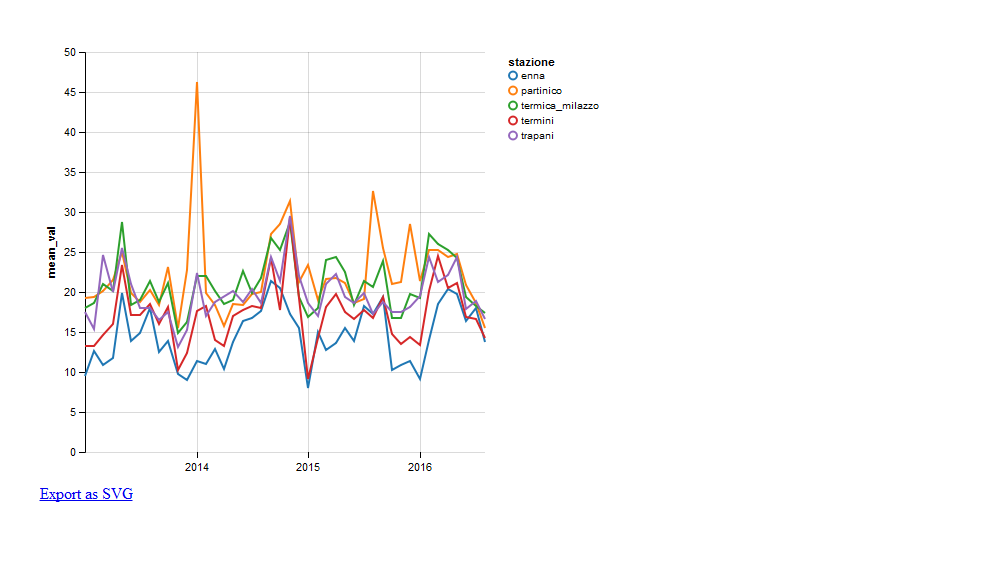 50
45
40
35
30
25
20
15
10
5
0
mean_val
2014
2015
2016
stazione
enna
partinico
termica_milazzo
termini
trapani
Export as SVG